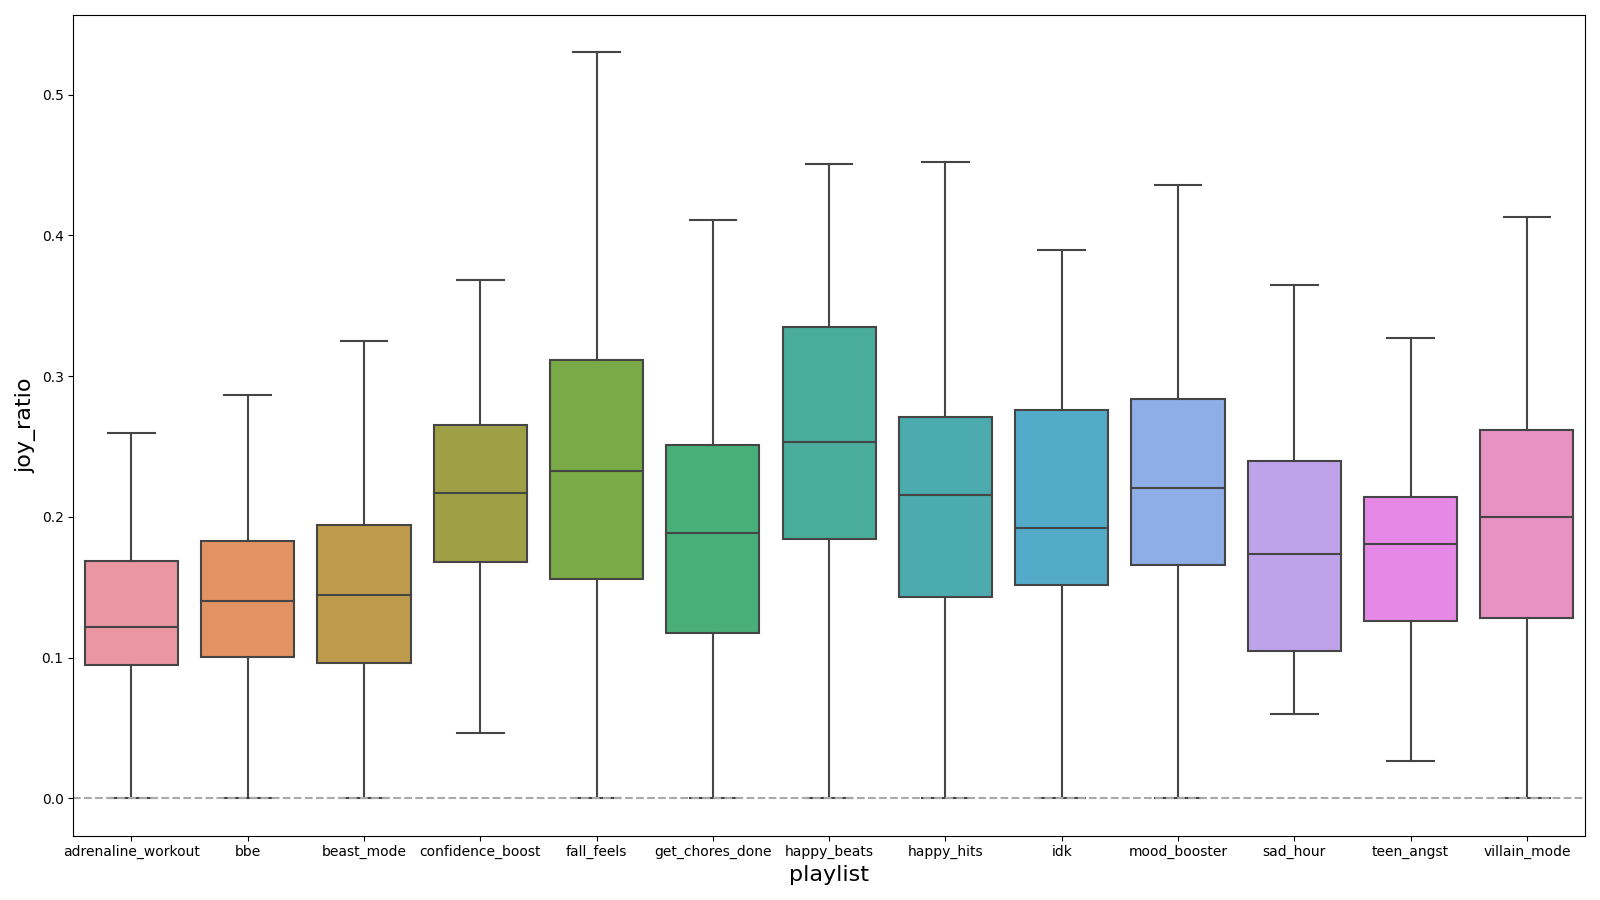 joy_ratio
0.5
0.4
0.3
0.2
0.1
0.0
adrenaline_workout bbe beast_mode confidence_boost fall_feels get_chores_done happy_beats happy_hits idk mood_booster sad_hour teen_angst villain_mode
playlist